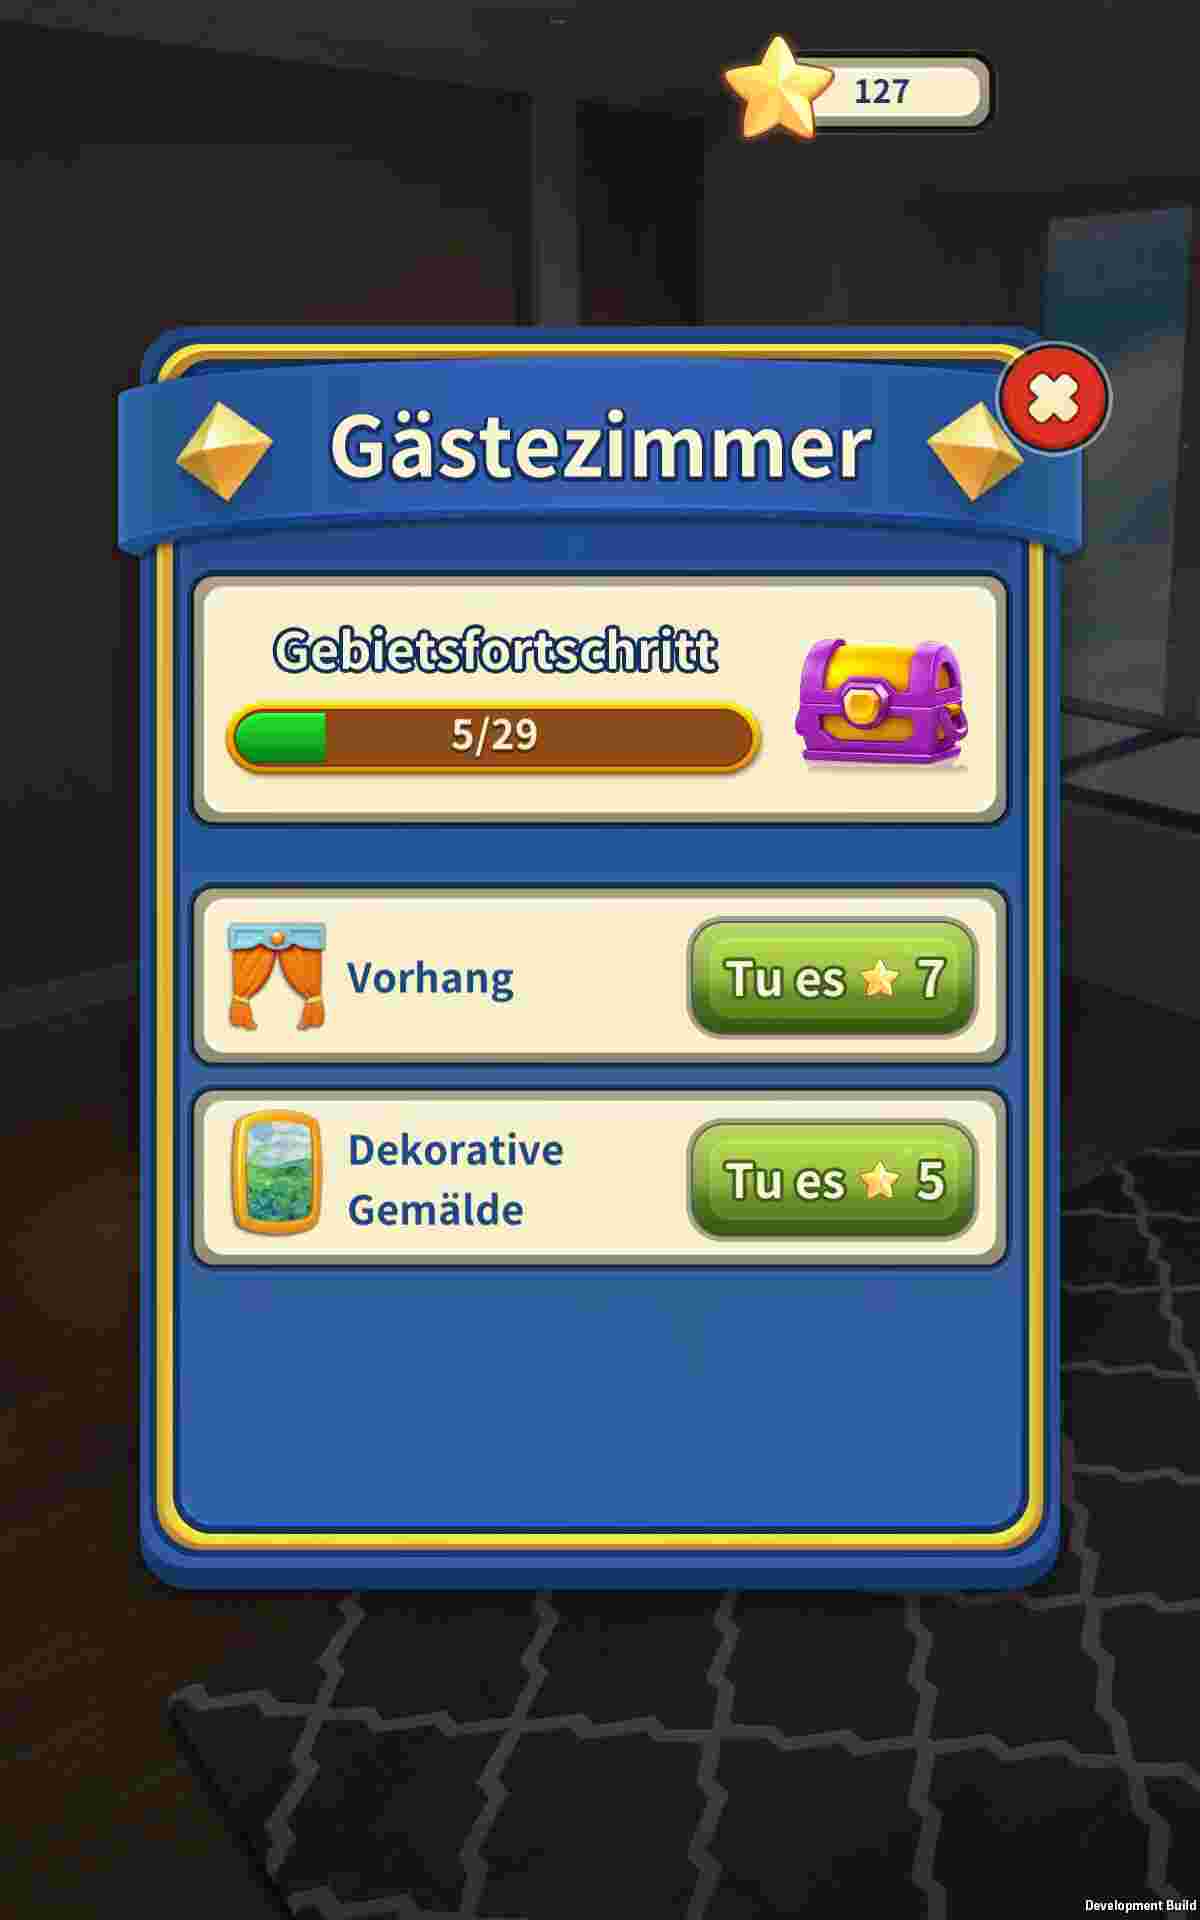 127
Gästezimmer
Gebietsfortschritt
5/29
Vorhang
Tu es 7
Dekorative
Gemälde
Tu es 5
Development Build